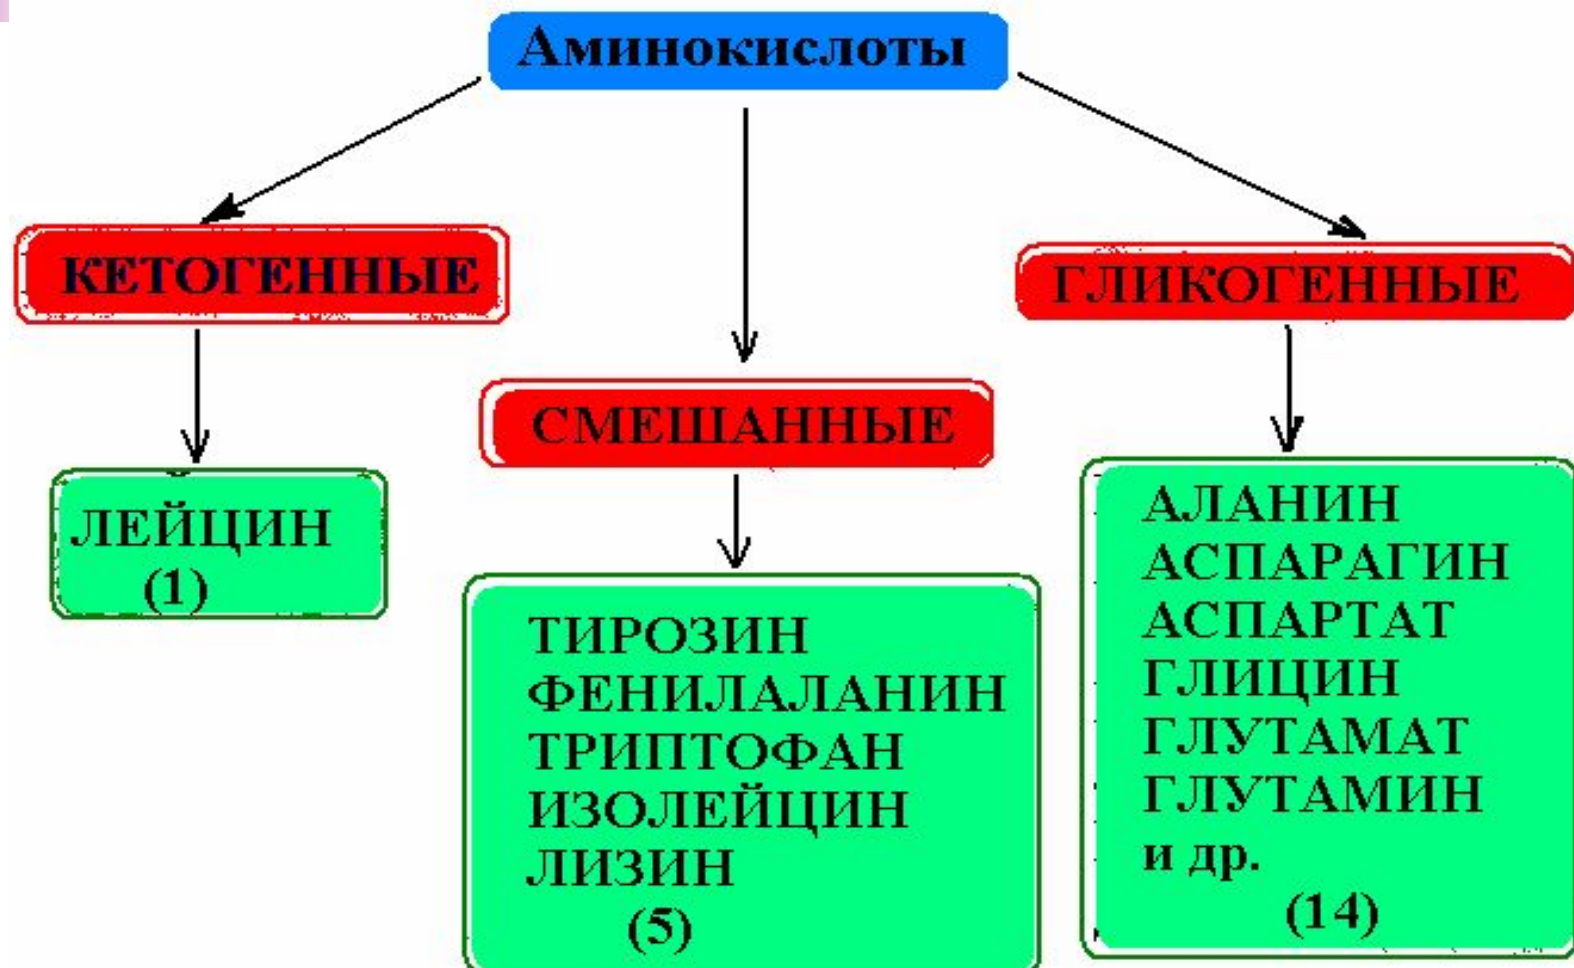 Аминокислоты
КЕТОГЕННЫЕ
ЛЕЙЦИН
(1)
СМЕШАННЫЕ
ТИРОЗИН
ФЕНИЛАЛАНИН
ТРИПТОФАН
ИЗОЛЕЙЦИН
ЛИЗИН
(5)
ГЛИКОГЕННЫЕ
АЛАНИН
АСПАРАГИН
АСПАРТАТ
ГЛИЦИН
ГЛУТАМАТ
ГЛУТАМИН
и др.
(14)